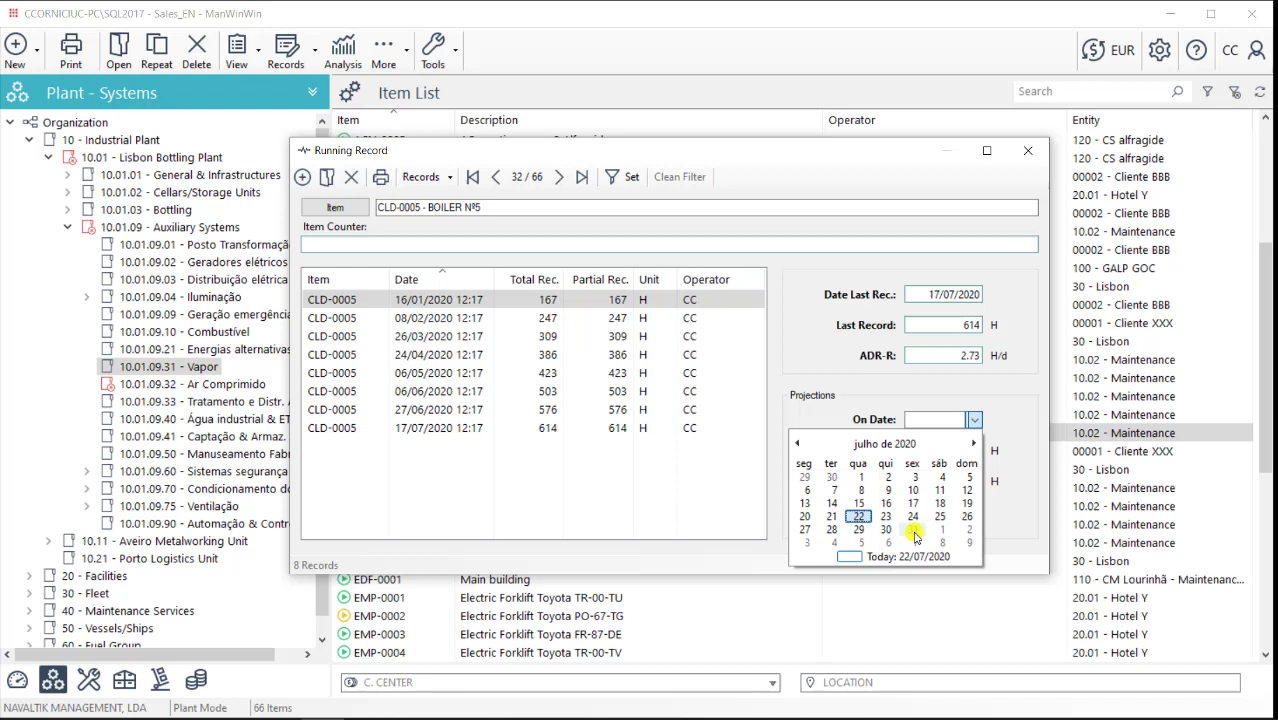 CCORNICIUC-PC\SQL2017 - Sales_EN - ManWinWin
New Print Open Repeat Delete View Records Analysis More Tools EUR CC
Plant - Systems
Item List
Search
Organization
10 - Industrial Plant
10.01 - Lisbon Bottling Plant
10.01.01 - General & Infrastructures
10.01.02 - Cellars/Storage Units
10.01.03 - Bottling
10.01.09 - Auxiliary Systems
10.01.09.01 - Posto Transformaçã
10.01.09.02 - Geradores elétricos
10.01.09.03 - Distribuição elétrica
10.01.09.04 - Iluminação
10.01.09.09 - Geração emergência
10.01.09.10 - Combustível
10.01.09.21 - Energias alternativas
10.01.09.31 - Vapor
10.01.09.32 - Ar Comprimido
10.01.09.33 - Tratamento e Distr. A
10.01.09.40 - Água industrial & ET
10.01.09.41 - Captação & Armaz.
10.01.09.50 - Manuseamento Fab
10.01.09.60 - Sistemas segurança
10.01.09.70 - Condicionamento d
10.01.09.75 - Ventilação
10.01.09.90 - Automação & Contr
10.11 - Aveiro Metalworking Unit
10.21 - Porto Logistics Unit
20 - Facilities
30 - Fleet
40 - Maintenance Services
50 - Vessels/Ships
60 - Fuel Group
Item Description Operator Entity
120 - CS alfragide
120 - CS alfragide
00002 - Cliente BBB
20.01 - Hotel Y
00002 - Cliente BBB
10.02 - Maintenance
00002 - Cliente BBB
100 - GALP GOC
30 - Lisbon
00001 - Cliente XXX
30 - Lisbon
10.02 - Maintenance
10.02 - Maintenance
10.02 - Maintenance
10.02 - Maintenance
10.02 - Maintenance
00001 - Cliente XXX
30 - Lisbon
10.02 - Maintenance
10.02 - Maintenance
10.02 - Maintenance
10.02 - Maintenance
Running Record
Records 32 / 66 Set Clean Filter
Item CLD-0005 - BOILER Nº5
Item Counter:
Item Date Total Rec. Partial Rec. Unit Operator
CLD-0005 16/01/2020 12:17 167 167 H CC
CLD-0005 08/02/2020 12:17 247 247 H CC
CLD-0005 26/03/2020 12:17 309 309 H CC
CLD-0005 24/04/2020 12:17 386 386 H CC
CLD-0005 06/05/2020 12:17 423 423 H CC
CLD-0005 06/06/2020 12:17 503 503 H CC
CLD-0005 27/06/2020 12:17 576 576 H CC
CLD-0005 17/07/2020 12:17 614 614 H CC
Date Last Rec.: 17/07/2020
Last Record: 614 H
ADR-R: 2.73 H/d
Projections
On Date:
H
H
julho de 2020
seg ter qua qui sex sáb dom
29 30 1 2 3 4 5
6 7 8 9 10 11 12
13 14 15 16 17 18 19
20 21 22 23 24 25 26
27 28 29 30 1 2
3 4 5 6 8 9
Today: 22/07/2020
8 Records
EDF-0001 Main building 110 - CM Lourinhã - Municipal...
EMP-0001 Electric Forklift Toyota TR-00-TU 20.01 - Hotel Y
EMP-0002 Electric Forklift Toyota PO-67-TG 20.01 - Hotel Y
EMP-0003 Electric Forklift Toyota FR-87-DE 20.01 - Hotel Y
EMP-0004 Electric Forklift Toyota TR-00-TV 20.01 - Hotel Y
C. CENTER
LOCATION
NAVALTIK MANAGEMENT, LDA Plant Mode 66 Items